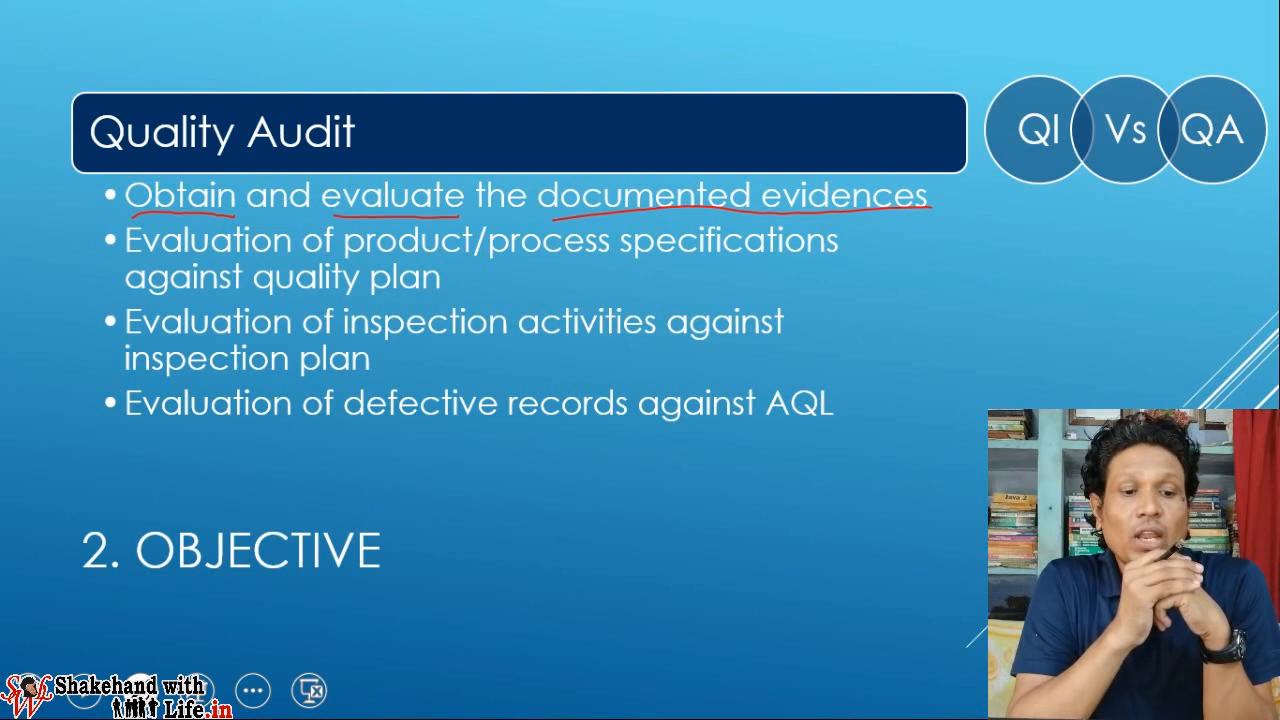 Quality Audit
QI Vs QA
• Obtain and evaluate the documented evidences
• Evaluation of product/process specifications
against quality plan
• Evaluation of inspection activities against
inspection plan
• Evaluation of defective records against AQL
2. OBJECTIVE
Java 2
Shakehand with
Life.in